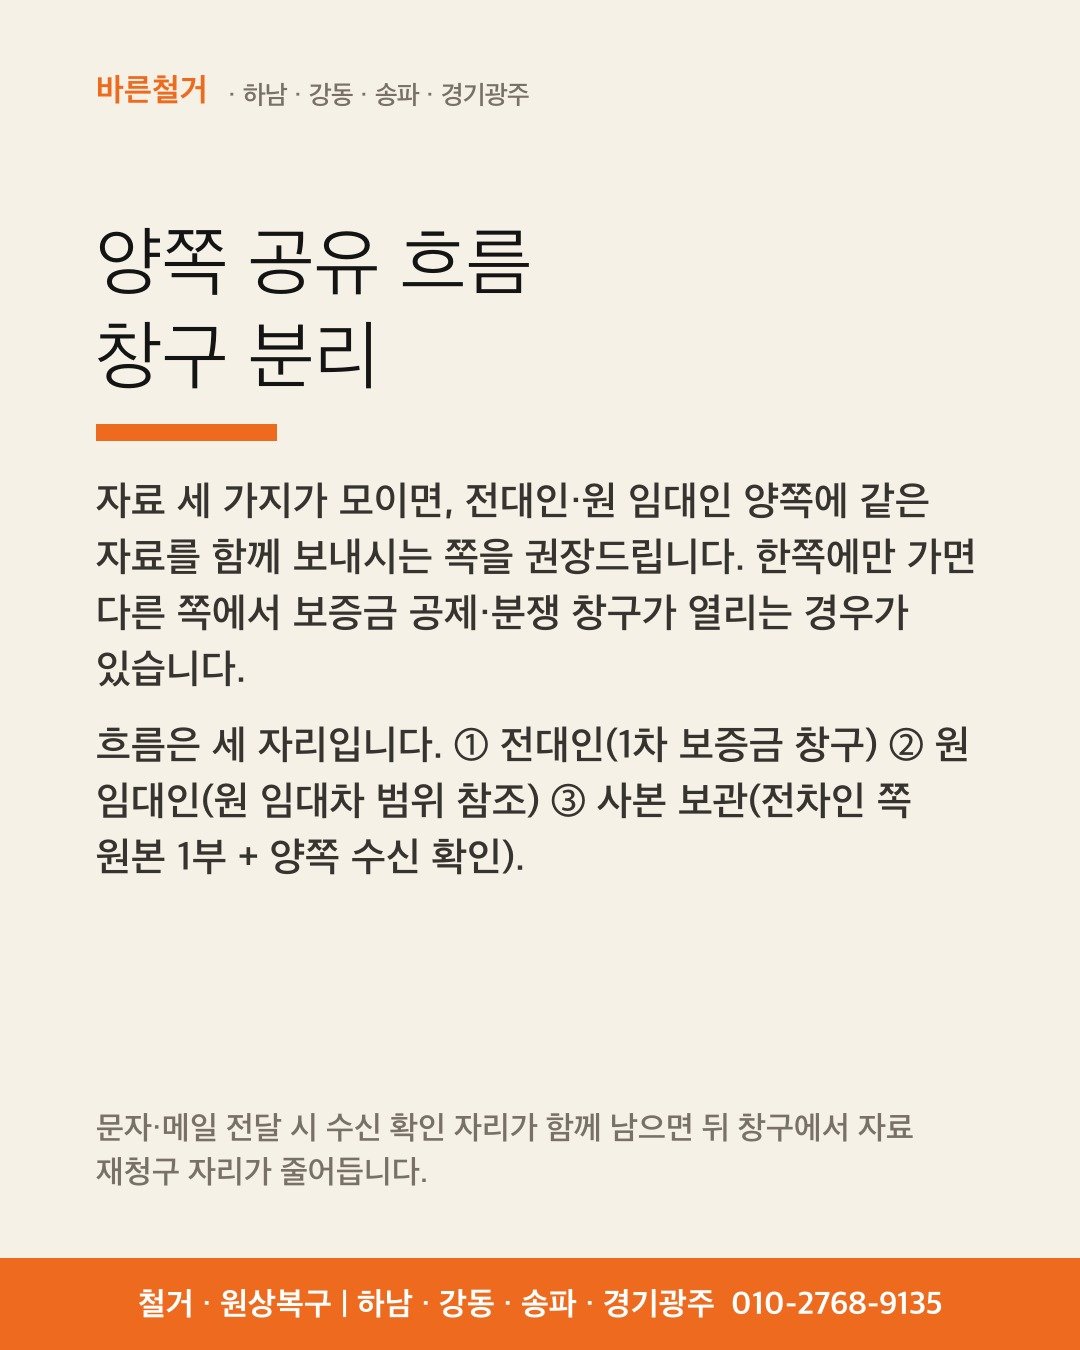 바른철거 · 하남 · 강동 · 송파 · 경기광주
양쪽 공유 흐름
창구 분리
자료 세 가지가 모이면, 전대인·원 임대인 양쪽에 같은
자료를 함께 보내시는 쪽을 권장드립니다. 한쪽에만 가면
다른 쪽에서 보증금 공제·분쟁 창구가 열리는 경우가
있습니다.
흐름은 세 자리입니다. ① 전대인(1차 보증금 창구) ② 원
임대인(원 임대차 범위 참조) ③ 사본 보관(전차인 쪽
원본 1부 + 양쪽 수신 확인).
문자·메일 전달 시 수신 확인 자리가 함께 남으면 뒤 창구에서 자료
재청구 자리가 줄어듭니다.
철거 · 원상복구 | 하남 · 강동 · 송파 · 경기광주 010-2768-9135